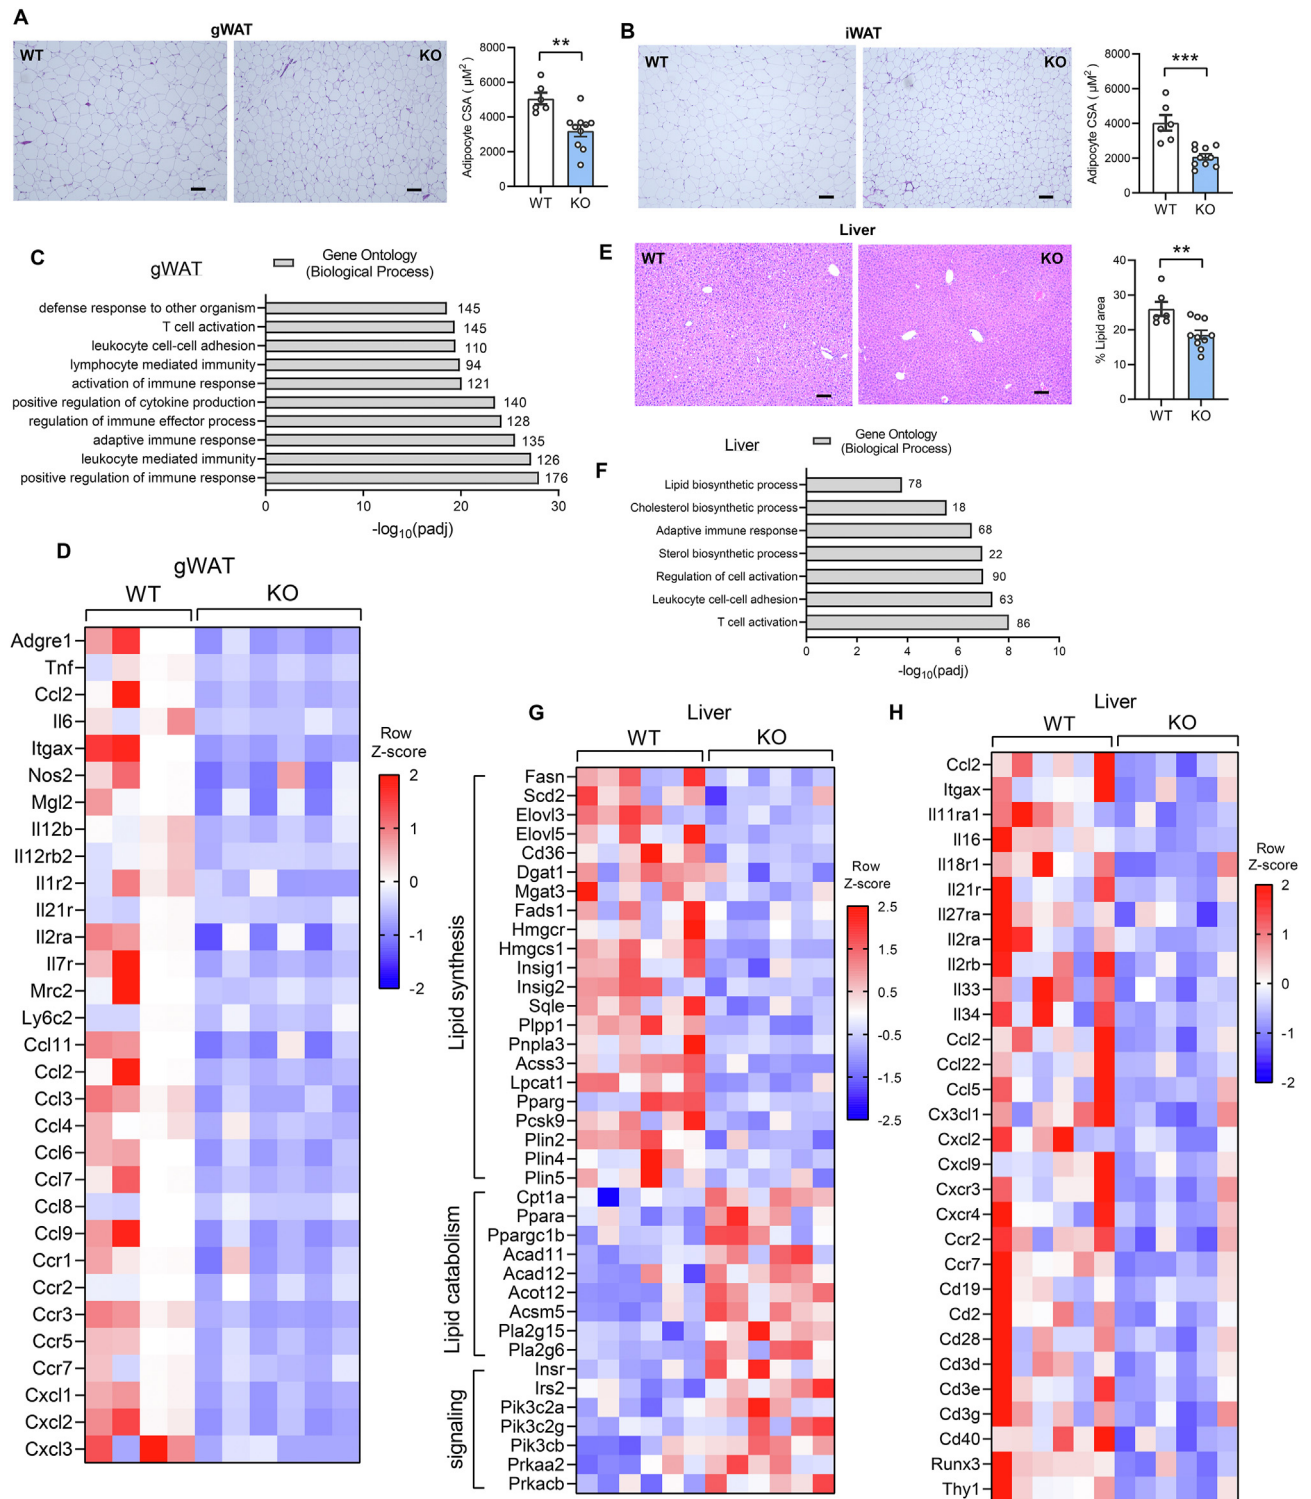 A
gWAT
WT
KO
Adipocyte CSA ( µM2 )
8000
6000
4000
2000
0
**
WT
KO
B
iWAT
WT
KO
Adipocyte CSA ( µM2 )
8000
6000
4000
2000
0
***
WT
KO
C
gWAT
Gene Ontology
(Biological Process)
defense response to other organism
145
T cell activation
145
leukocyte cell-cell adhesion
110
lymphocyte mediated immunity
94
activation of immune response
121
positive regulation of cytokine production
140
regulation of immune effector process
128
adaptive immune response
135
leukocyte mediated immunity
126
positive regulation of immune response
176
0
10
20
30
-log10(padj)
E
Liver
WT
KO
% Lipid area
40
30
20
10
0
**
WT
KO
F
Liver
Gene Ontology
(Biological Process)
Lipid biosynthetic process
78
Cholesterol biosynthetic process
18
Adaptive immune response
68
Sterol biosynthetic process
22
Regulation of cell activation
90
Leukocyte cell-cell adhesion
63
T cell activation
86
0
2
4
6
8
10
-log10(padj)
D
gWAT
WT
KO
Adgre1
Tnf
Ccl2
Il6
Itgax
Nos2
Mgl2
Il12b
Il12rb2
Il1r2
Il21r
Il2ra
Il7r
Mrc2
Ly6c2
Ccl11
Ccl2
Ccl3
Ccl4
Ccl6
Ccl7
Ccl8
Ccl9
Ccr1
Ccr2
Ccr3
Ccr5
Ccr7
Cxcl1
Cxcl2
Cxcl3
Row
Z-score
2
1
0
-1
-2
G
Liver
WT
KO
Lipid synthesis
Fasn
Scd2
Elovl3
Elovl5
Cd36
Dgat1
Mgat3
Fads1
Hmgcr
Hmgcs1
Insig1
Insig2
Sqle
Plpp1
Pnpla3
Acss3
Lpcat1
Pparg
Pcsk9
Plin2
Plin4
Plin5
Lipid catabolism
Cpt1a
Ppara
Ppargc1b
Acad11
Acad12
Acot12
Acsm5
Pla2g15
Pla2g6
signaling
Insr
Irs2
Pik3c2a
Pik3c2g
Pik3cb
Prkaa2
Prkacb
Row
Z-score
2.5
1.5
0.5
-0.5
-1.5
-2.5
H
Liver
WT
KO
Ccl2
Itgax
Il11ra1
Il16
Il18r1
Il21r
Il27ra
Il2ra
Il2rb
Il33
Il34
Ccl2
Ccl22
Ccl5
Cx3cl1
Cxcl2
Cxcl9
Cxcr3
Cxcr4
Ccr2
Ccr7
Cd19
Cd2
Cd28
Cd3d
Cd3e
Cd3g
Cd40
Runx3
Thy1
Row
Z-score
2
1
0
-1
-2